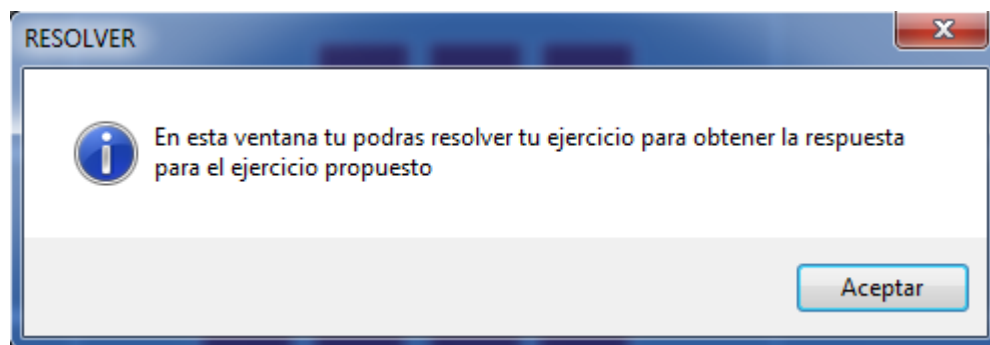 RESOLVER
En esta ventana tu podras resolver tu ejercicio para obtener la respuesta
para el ejercicio propuesto
Aceptar